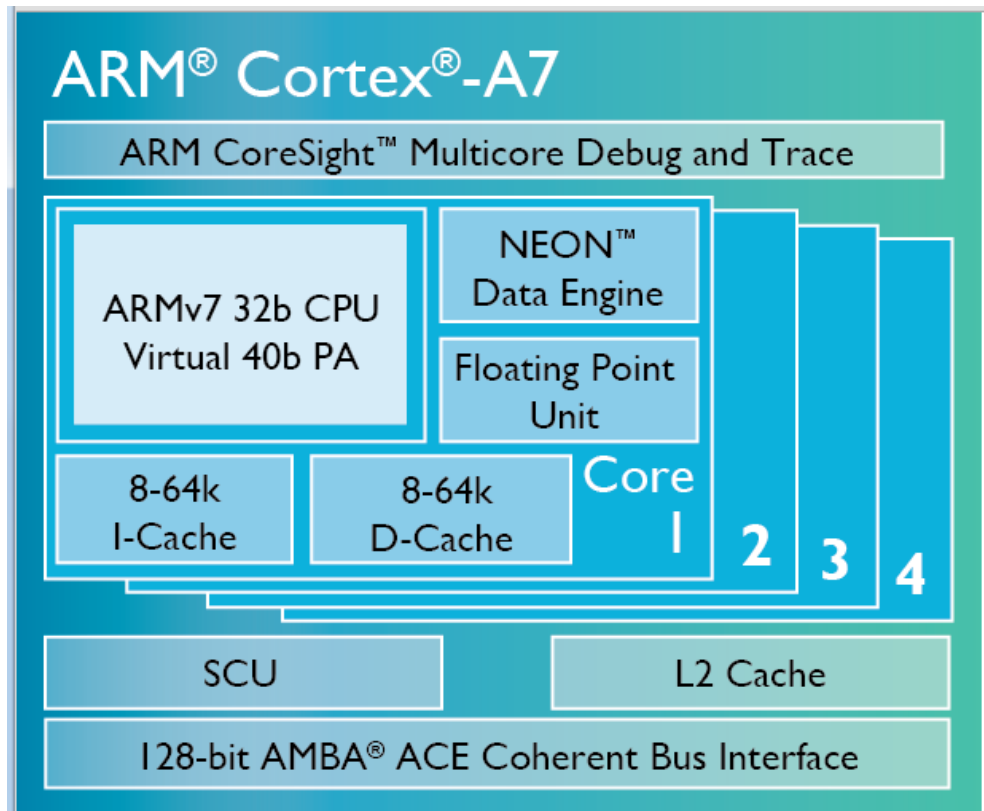 ARM® Cortex®-A7
ARM CoreSight™ Multicore Debug and Trace
ARMv7 32b CPU
Virtual 40b PA
NEON™
Data Engine
Floating Point
Unit
8-64k
I-Cache
8-64k
D-Cache
Core
1
2
3
4
SCU
L2 Cache
128-bit AMBA® ACE Coherent Bus Interface